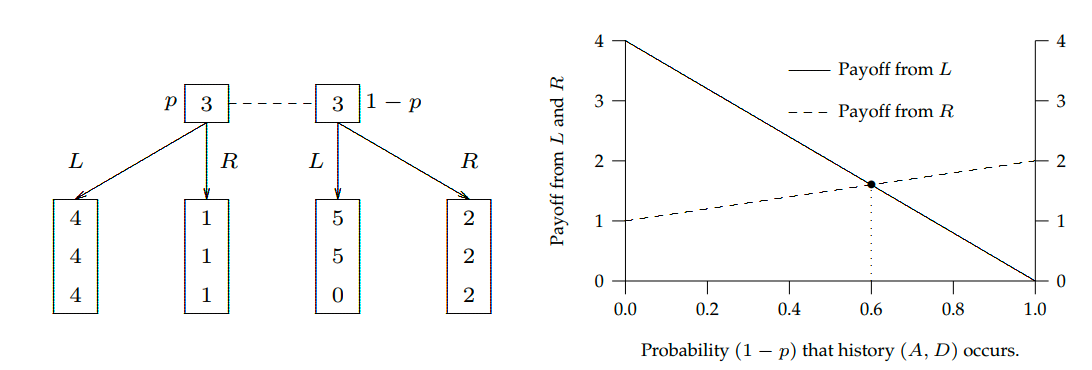 p 3 3 1 − p
L R L R
4 1 5 2
4 1 5 2
4 1 0 2
Payoff from L and R
4 4
3 3
2 2
1 1
0 0
Payoff from L
Payoff from R
0.0 0.2 0.4 0.6 0.8 1.0
Probability (1 − p) that history (A, D) occurs.